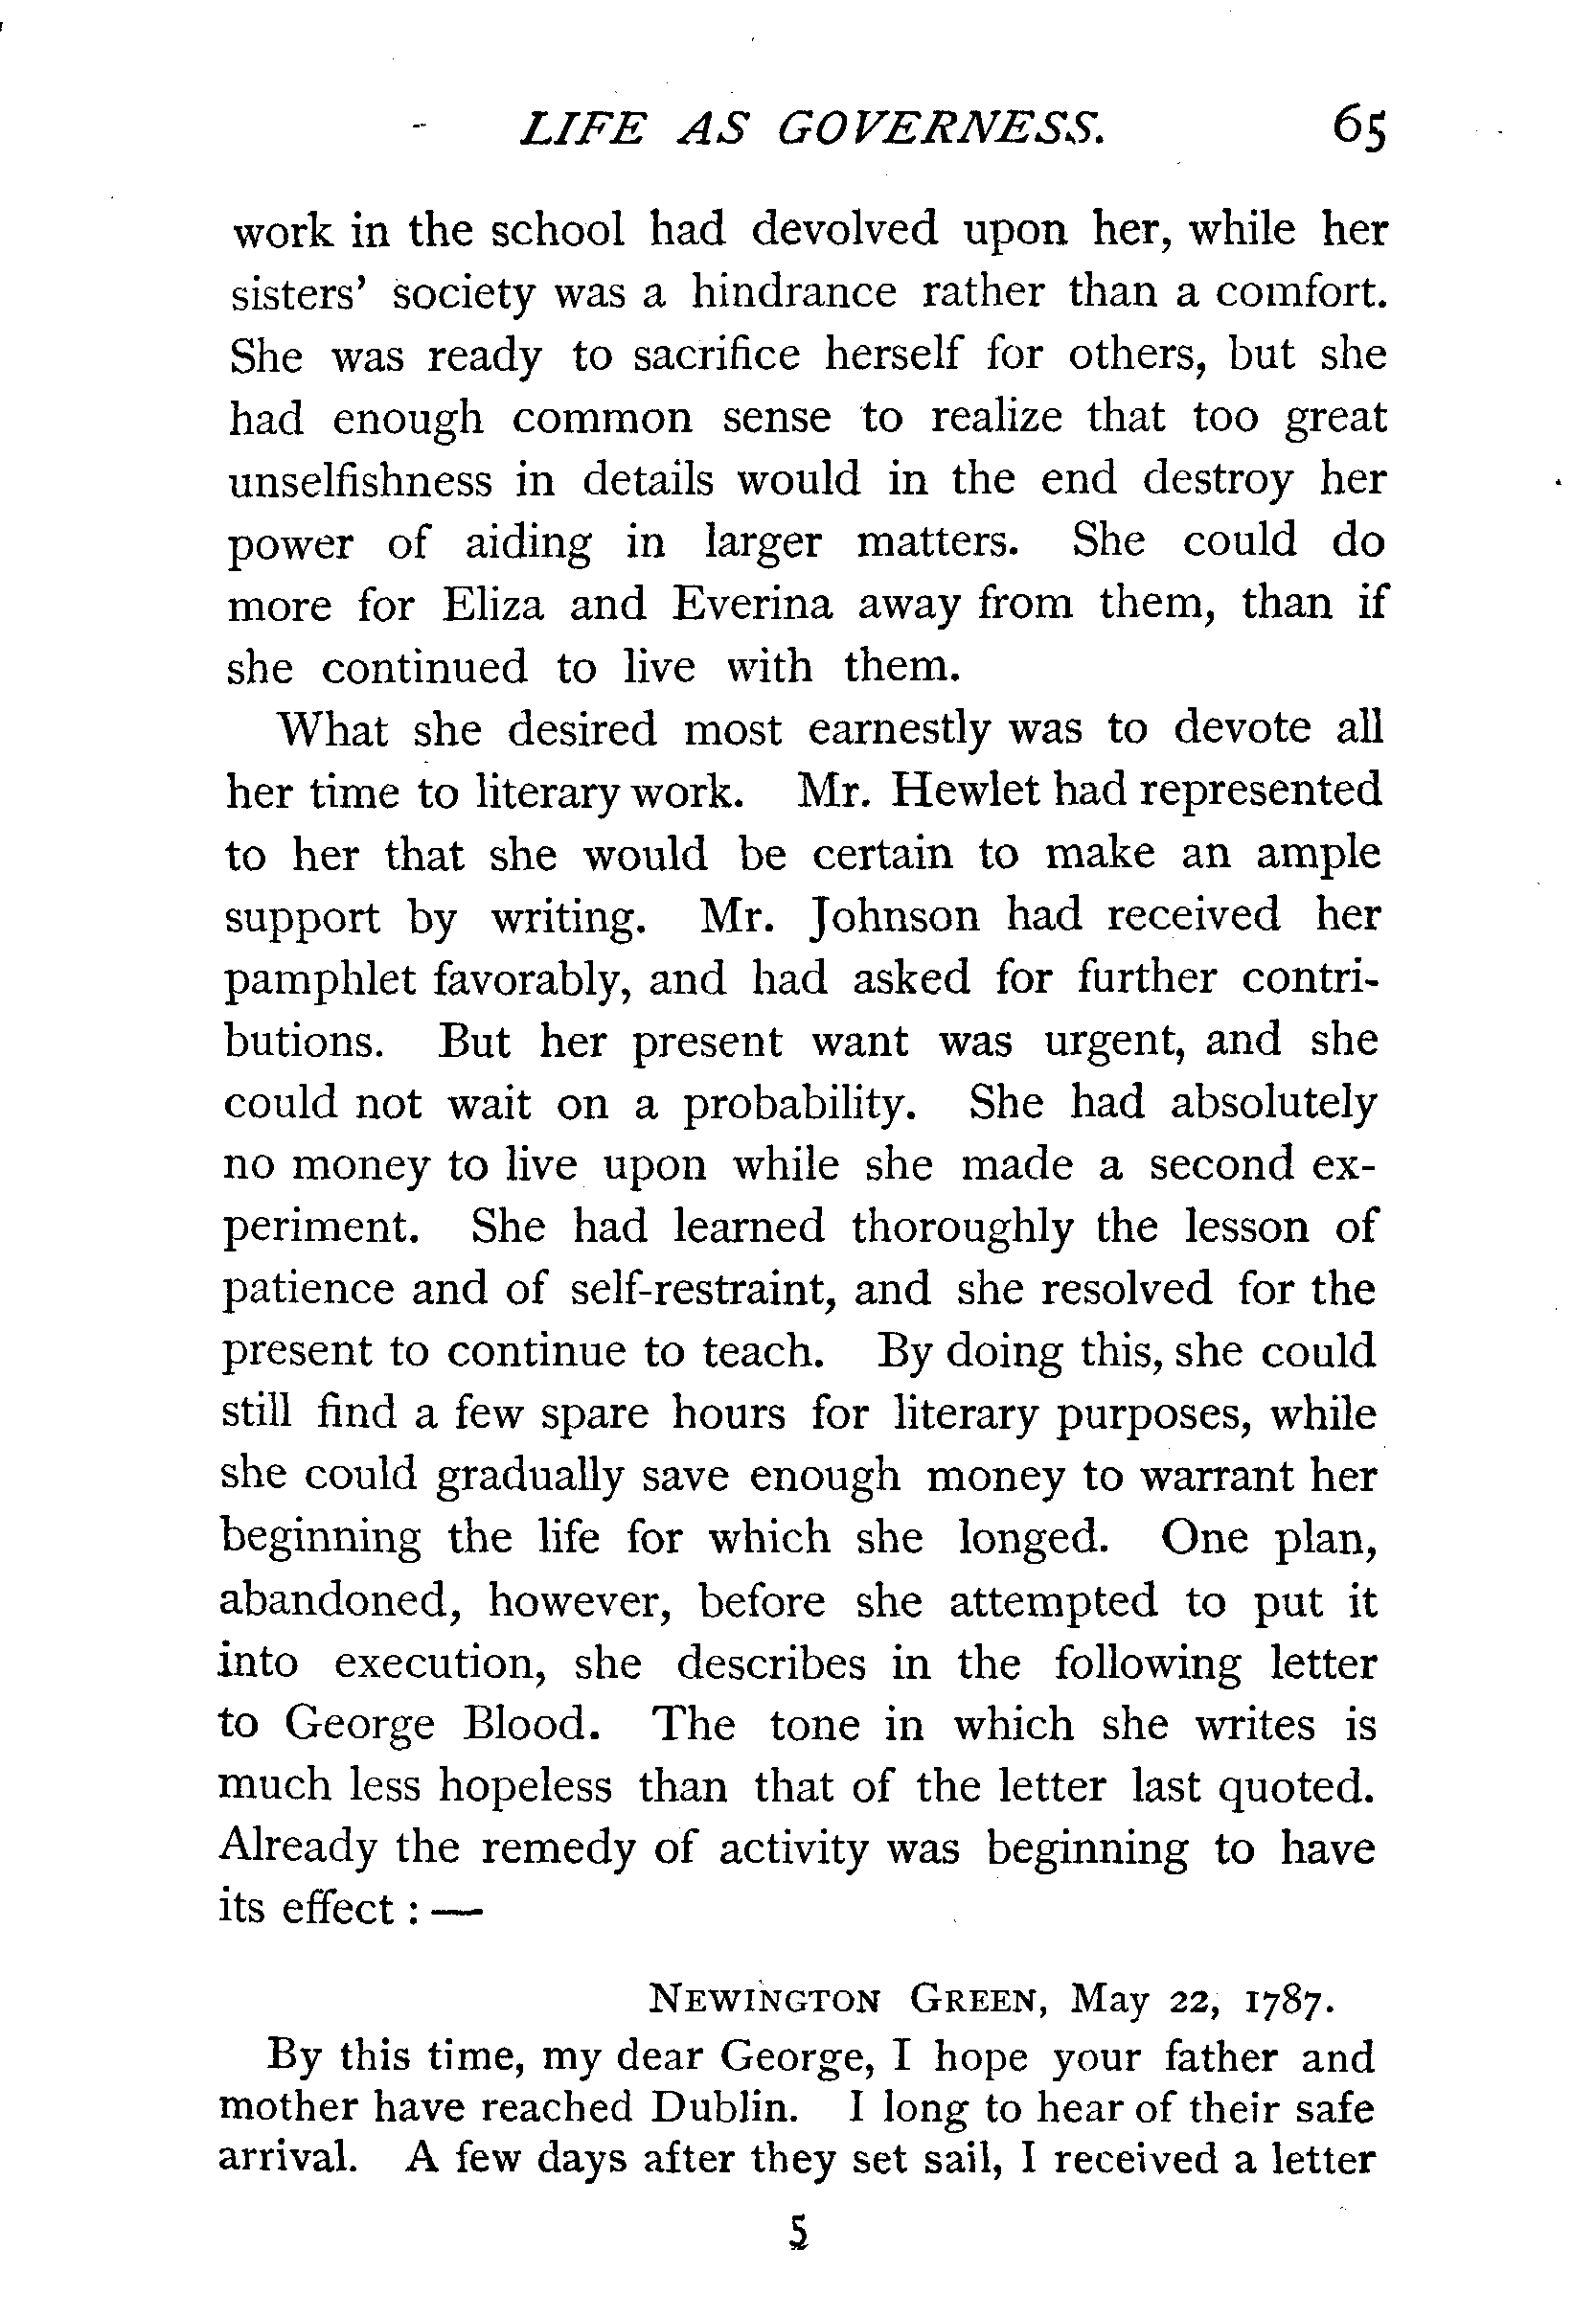 LIFE AS GOVERNESS. 65
work in the school had devolved upon her, while her
sisters' society was a hindrance rather than a comfort.
She was ready to sacrifice herself for others, but she
had enough common sense to realize that too great
unselfishness in details would in the end destroy her
power of aiding in larger matters. She could do
more for Eliza and Everina away from them, than if
she continued to live with them.
What she desired most earnestly was to devote all
her time to literary work. Mr. Hewlet had represented
to her that she would be certain to make an ample
support by writing. Mr. Johnson had received her
pamphlet favorably, and had asked for further contri-
butions. But her present want was urgent, and she
could not wait on a probability. She had absolutely
no money to live upon while she made a second ex-
periment. She had learned thoroughly the lesson of
patience and of self-restraint, and she resolved for the
present to continue to teach. By doing this, she could
still find a few spare hours for literary purposes, while
she could gradually save enough money to warrant her
beginning the life for which she longed. One plan,
abandoned, however, before she attempted to put it
into execution, she describes in the following letter
to George Blood. The tone in which she writes is
much less hopeless than that of the letter last quoted.
Already the remedy of activity was beginning to have
its effect : —
NEWINGTON GREEN, May 22, 1787.
By this time, my dear George, I hope your father and
mother have reached Dublin. I long to hear of their safe
arrival. A few days after they set sail, I received a letter
5